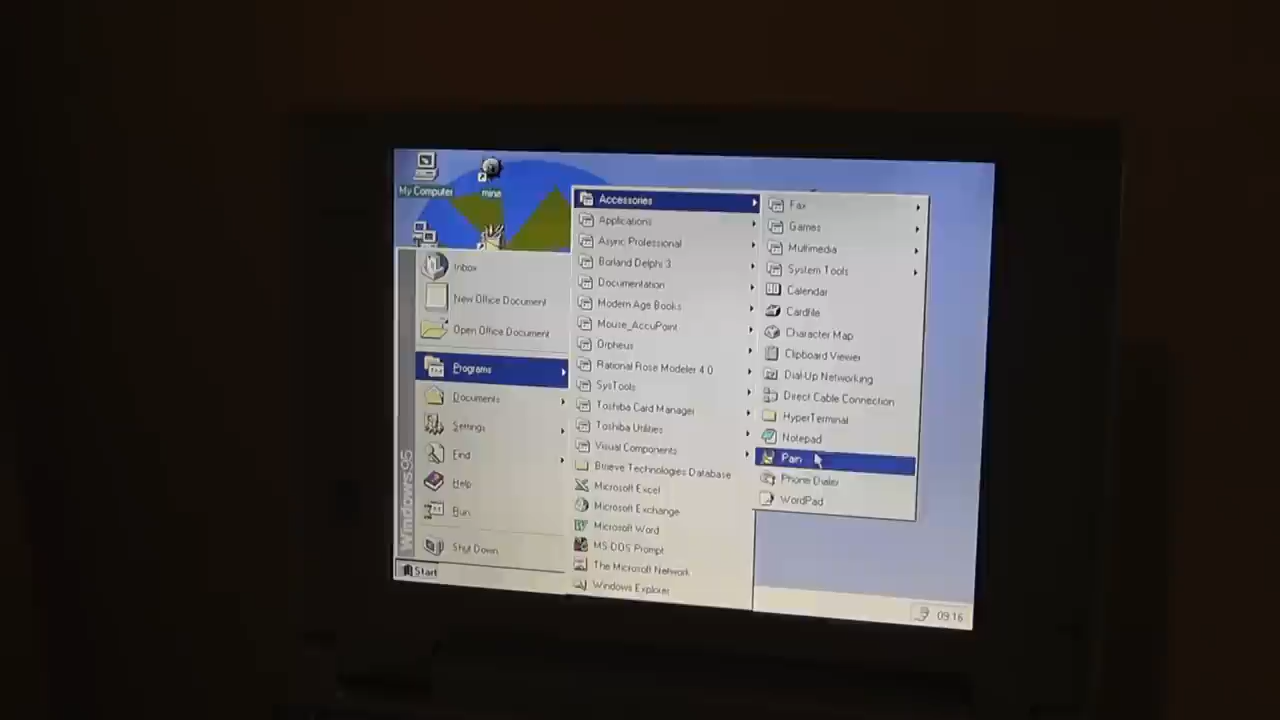 My Computer
mine
Inbox
New Office Document
Open Office Document
Programs
Documents
Settings
Find
Help
Run
Shut Down
Windows95
Start
Accessories
Applications
Async Professional
Borland Delphi 3
Documentation
Modern Age Books
Mouse_AccuPoint
Orpheus
Rational Rose Modeler 4.0
SysTools
Toshiba Card Manager
Toshiba Utilities
Visual Components
Btrieve Technologies Database
Microsoft Excel
Microsoft Exchange
Microsoft Word
MS-DOS Prompt
The Microsoft Network
Windows Explorer
Fax
Games
Multimedia
System Tools
Calendar
Cardfile
Character Map
Clipboard Viewer
Dial-Up Networking
Direct Cable Connection
HyperTerminal
Notepad
Paint
Phone Dialer
WordPad
09:16